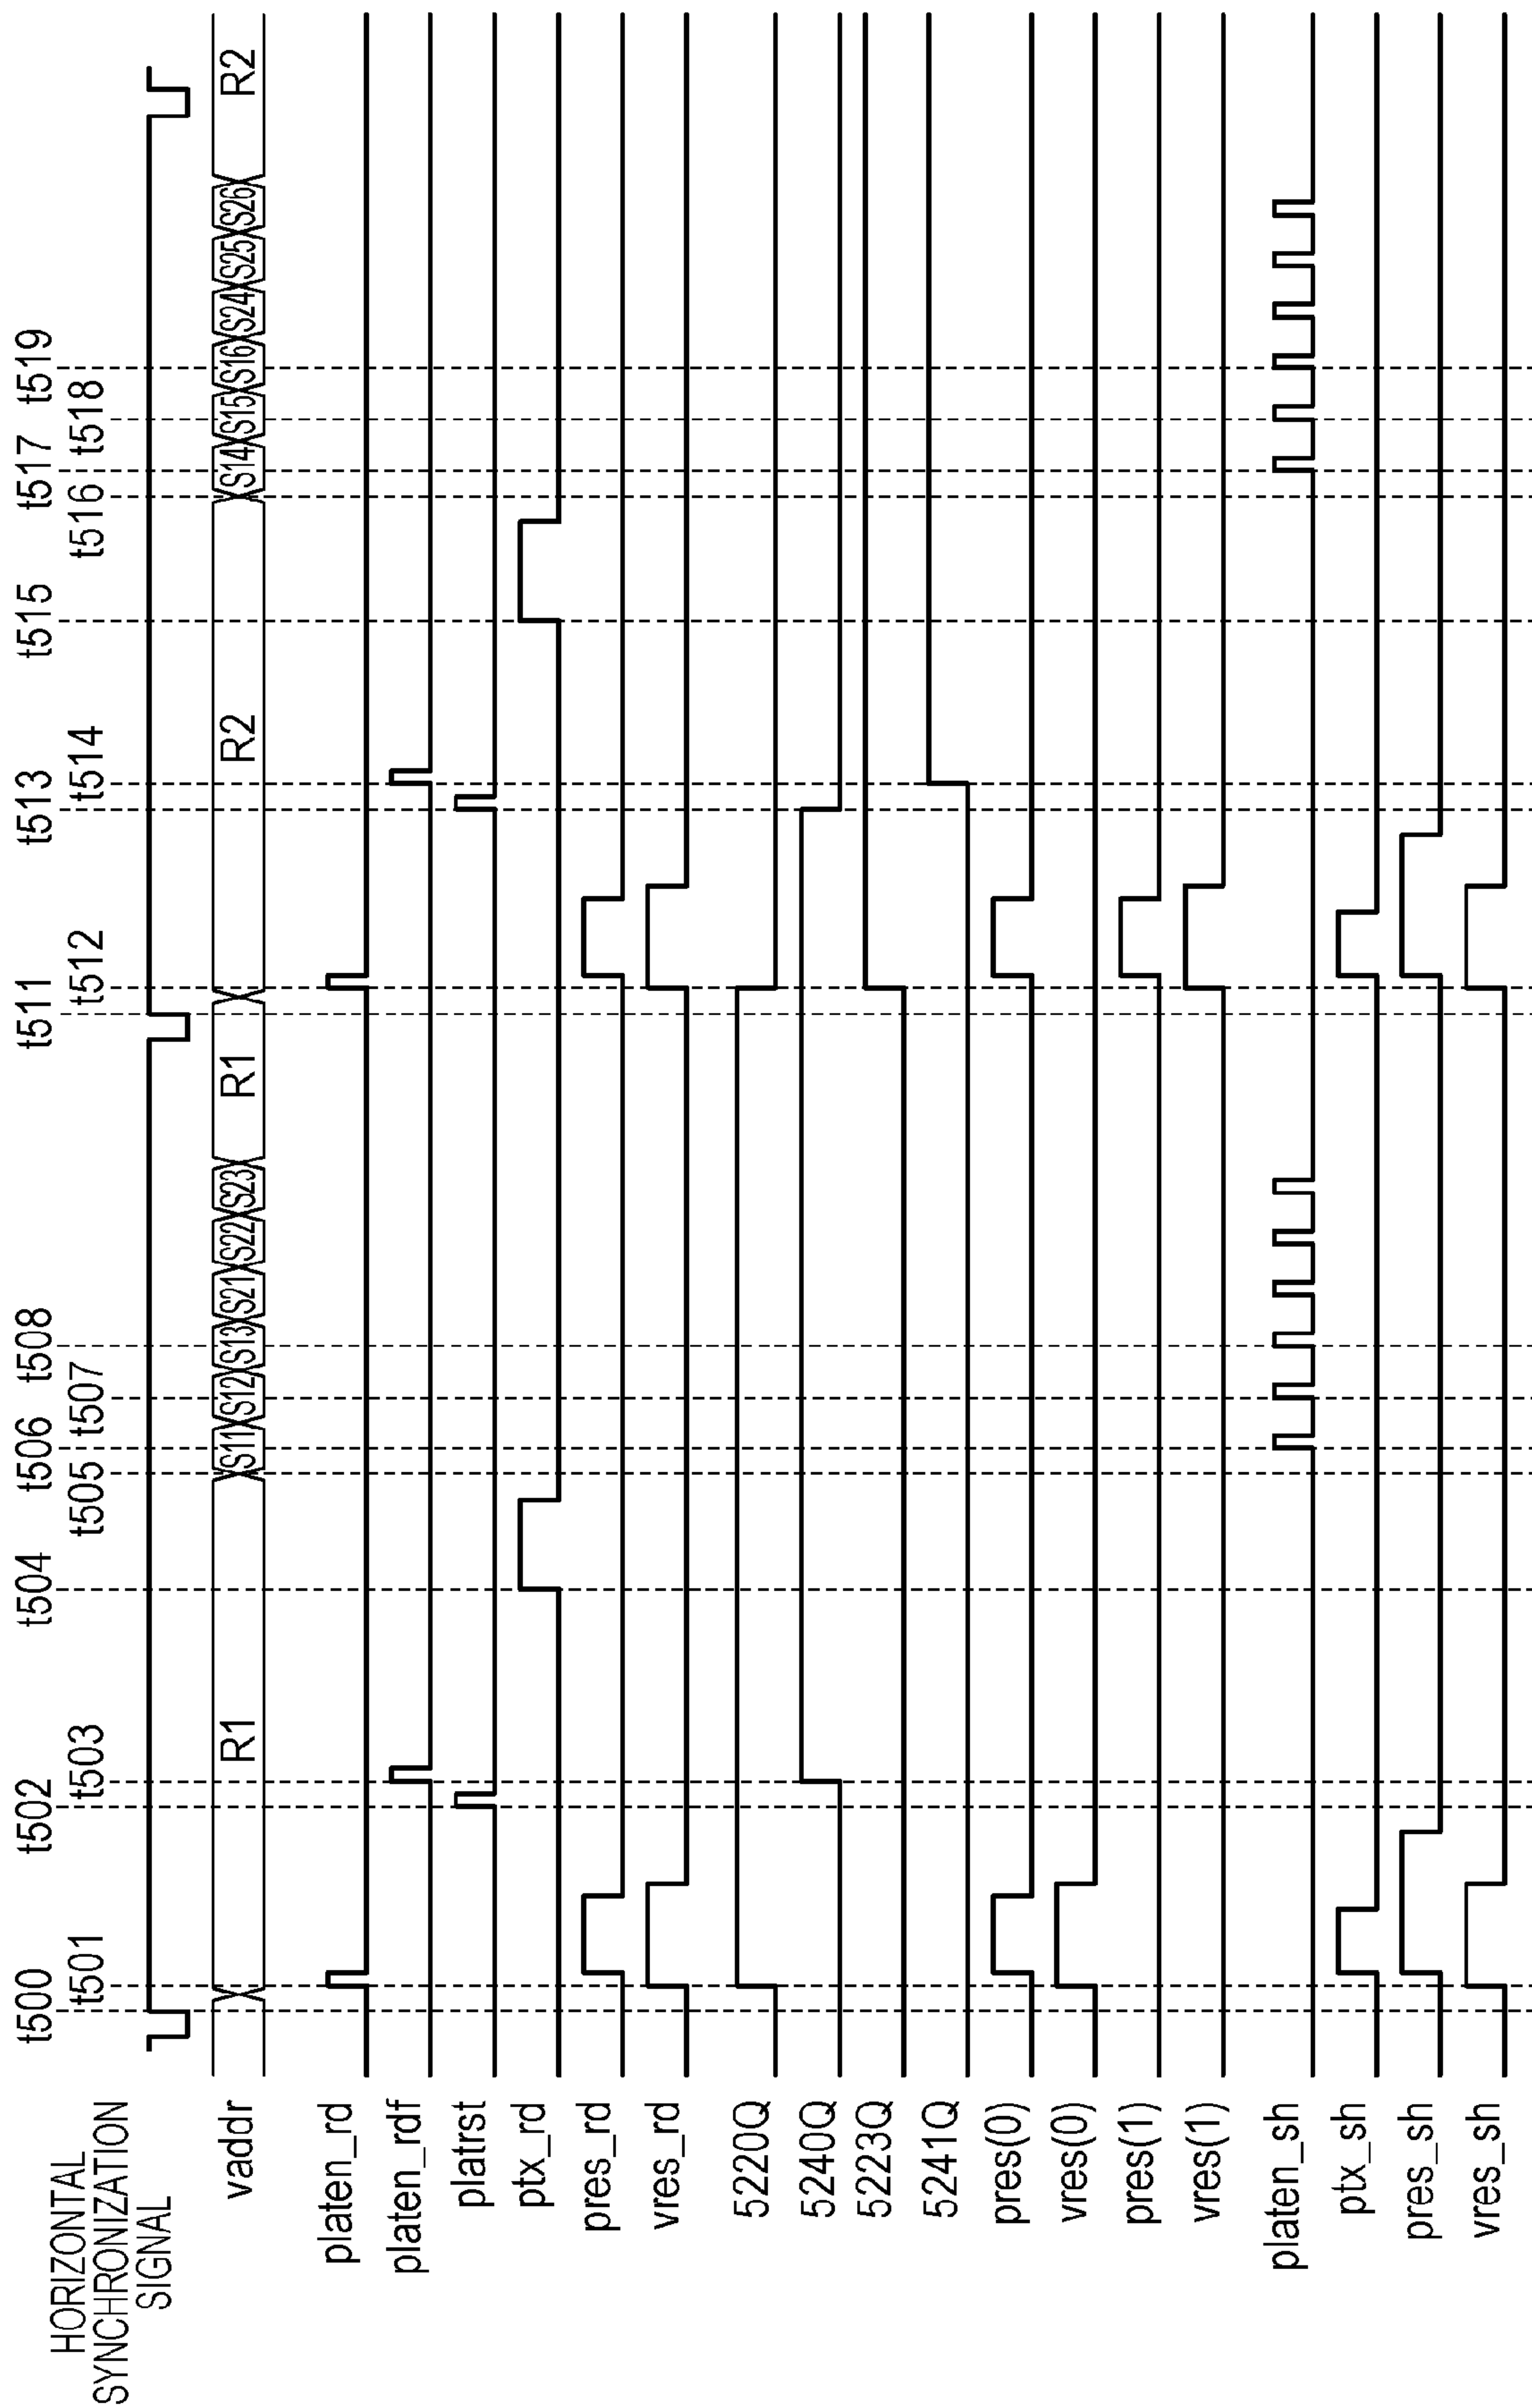 t500 t502 t504 t506 t508 t511 t513 t515 t517 t519
t501 t503 t505 t507 t512 t514 t516 t518
HORIZONTAL
SYNCHRONIZATION
SIGNAL
vaddr R1 S11 S12 S13 S21 S22 S23 R1 R2 S14 S15 S16 S24 S25 S26 R2
platen_rd
platen_rdf
platrst
ptx_rd
pres_rd
vres_rd
5220Q
5240Q
5223Q
5241Q
pres(0)
vres(0)
pres(1)
vres(1)
platen_sh
ptx_sh
pres_sh
vres_sh